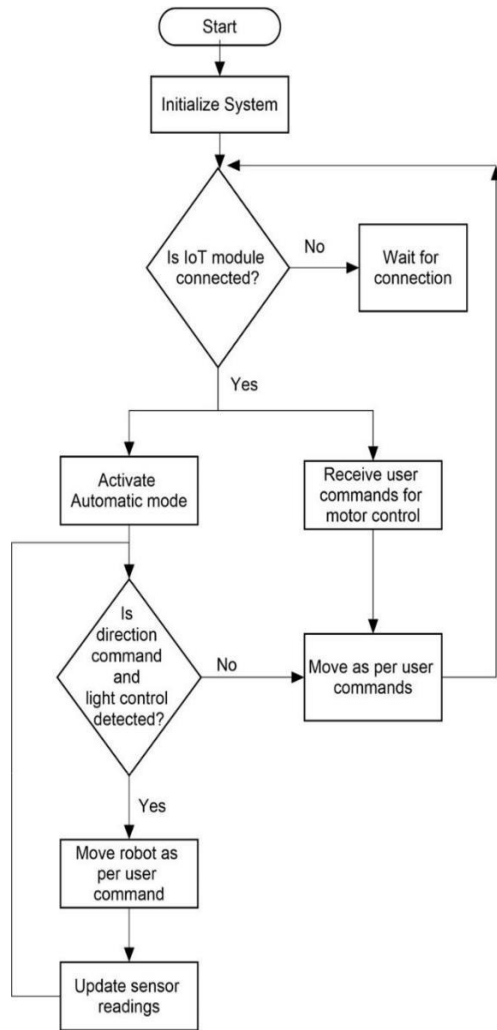 Start
Initialize System
Is IoT module
connected?
No
Wait for
connection
Yes
Activate
Automatic mode
Receive user
commands for
motor control
Is
direction
command
and
light control
detected?
No
Move as per user
commands
Yes
Move robot as
per user
command
Update sensor
readings